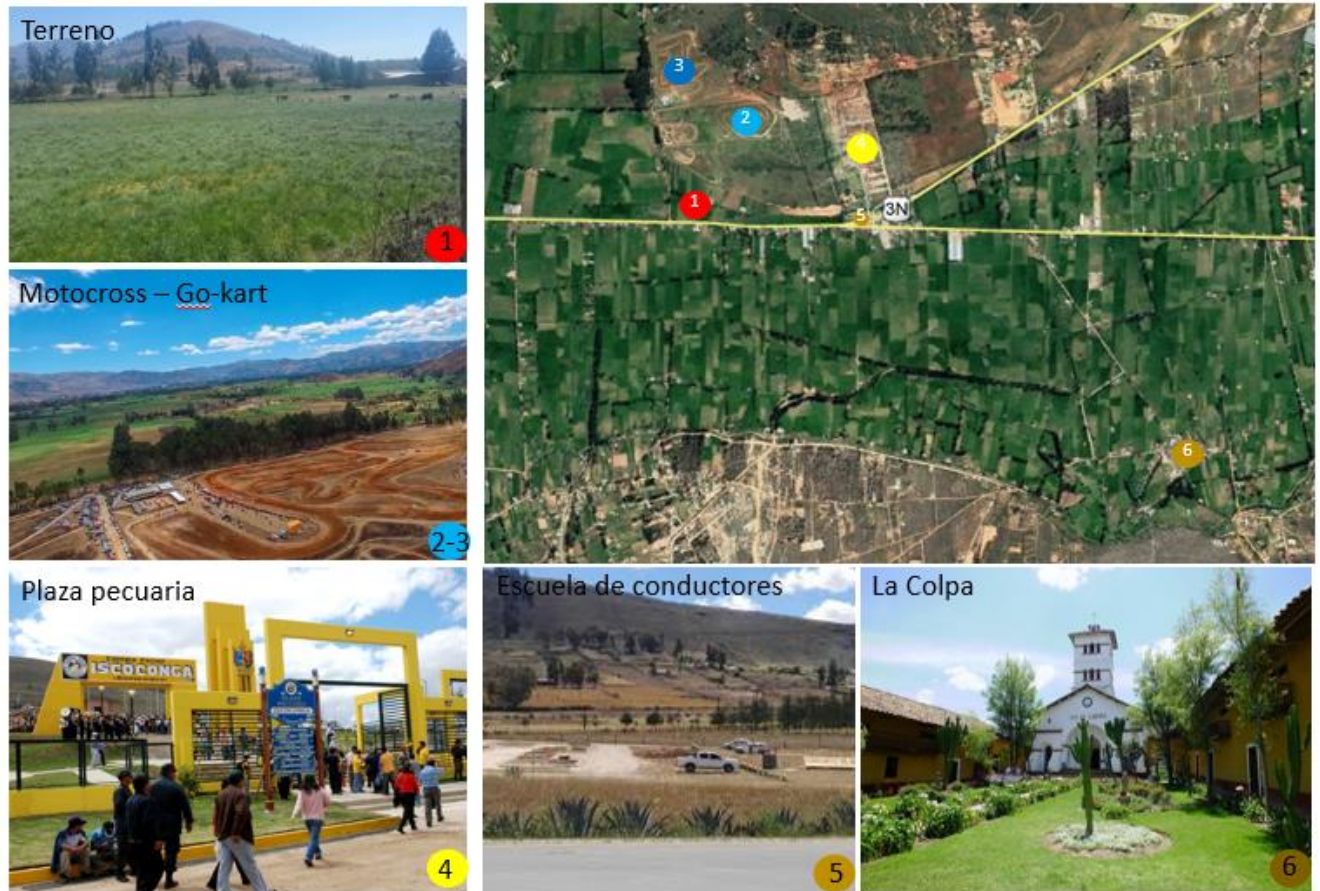 Terreno
1
3
2
4
1
5
3N
6
Motocross – Go-kart
2-3
Plaza pecuaria
ISCOCONGA
4
Escuela de conductores
5
La Colpa
6